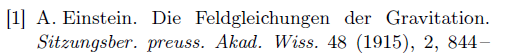 [1] A. Einstein. Die Feldgleichungen der Gravitation.
Sitzungsber. preuss. Akad. Wiss. 48 (1915), 2, 844–